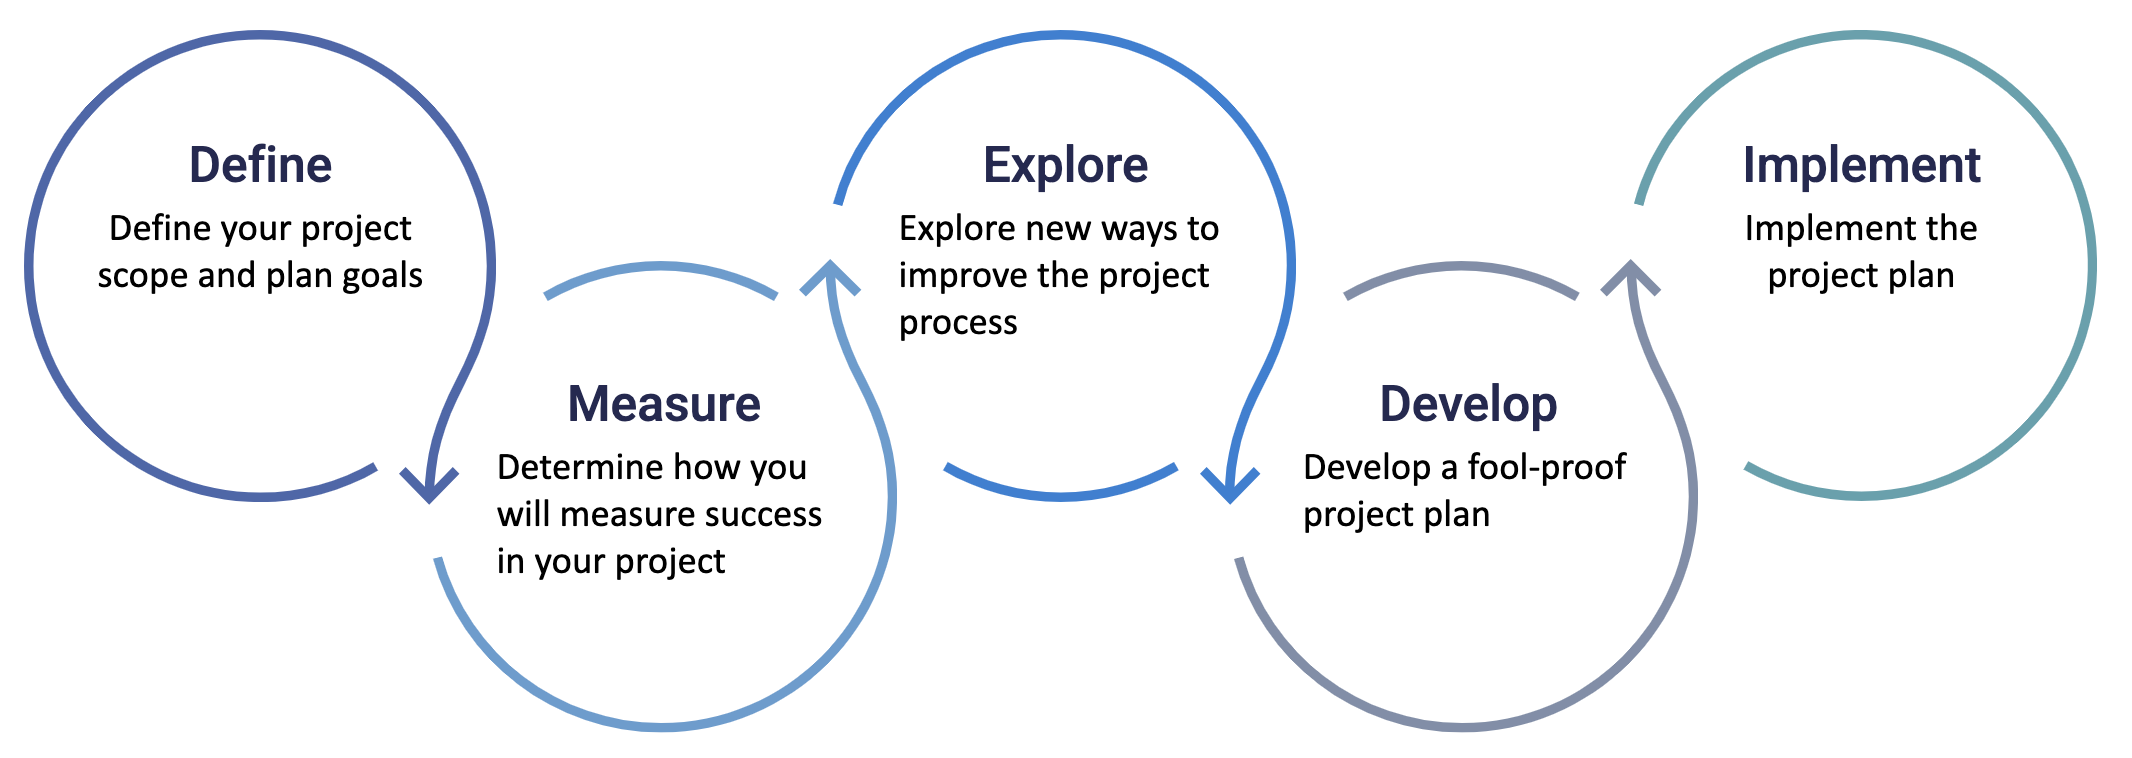 Define
Define your project
scope and plan goals
Measure
Determine how you
will measure success
in your project
Explore
Explore new ways to
improve the project
process
Develop
Develop a fool-proof
project plan
Implement
Implement the
project plan